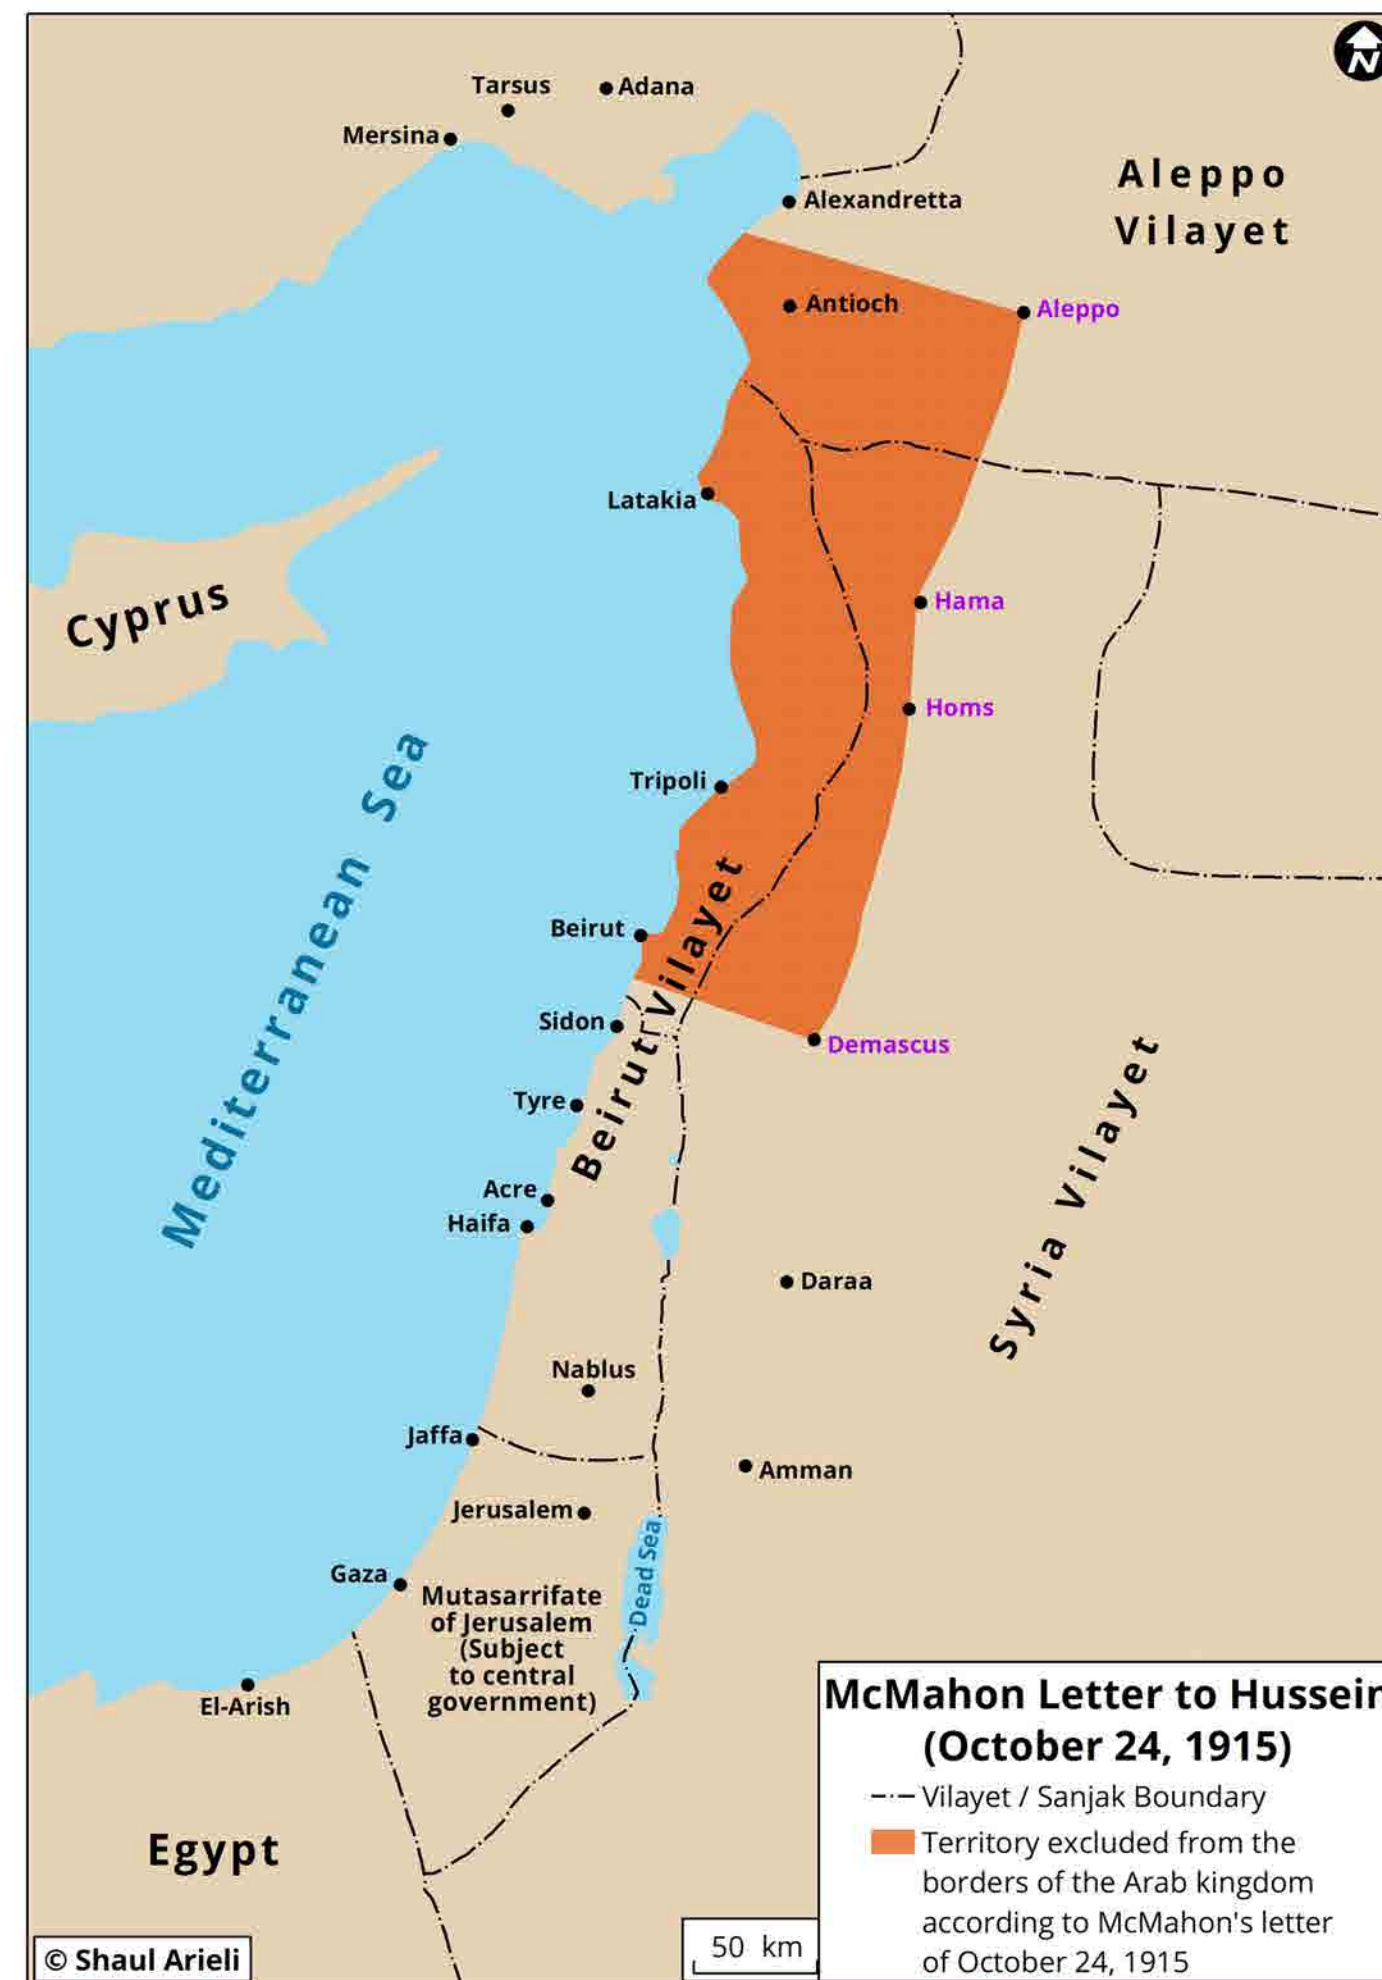 N
Tarsus
Adana
Mersina
Aleppo
Vilayet
Alexandretta
Antioch
Aleppo
Latakia
Hama
Cyprus
Homs
Mediterranean Sea
Tripoli
Beirut
Beirut Vilayet
Sidon
Demascus
Tyre
Syria Vilayet
Acre
Haifa
Daraa
Nablus
Jaffa
Amman
Jerusalem
Dead Sea
Gaza
Mutasarrifate
of Jerusalem
(Subject
to central
government)
El-Arish
Egypt
McMahon Letter to Hussein
(October 24, 1915)
Vilayet / Sanjak Boundary
Territory excluded from the
borders of the Arab kingdom
according to McMahon's letter
of October 24, 1915
50 km
© Shaul Arieli